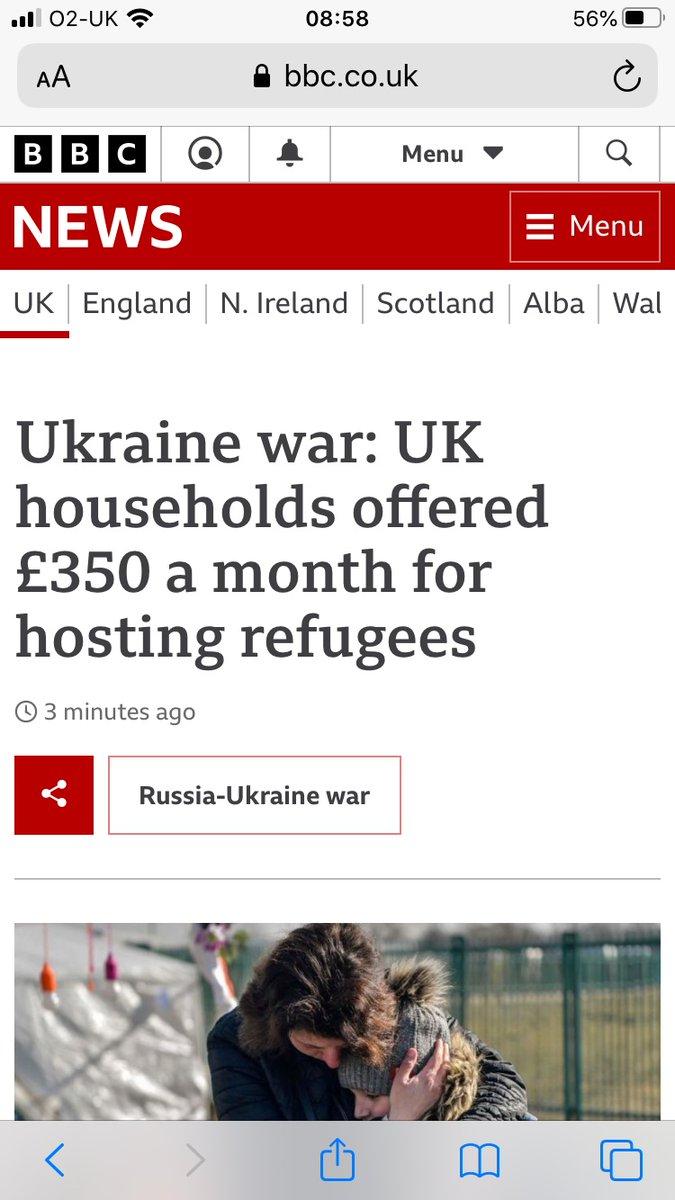 O2-UK 08:58 56%
AA bbc.co.uk
BBC Menu
NEWS Menu
UK England N. Ireland Scotland Alba Wal
Ukraine war: UK
households offered
£350 a month for
hosting refugees
3 minutes ago
Russia-Ukraine war